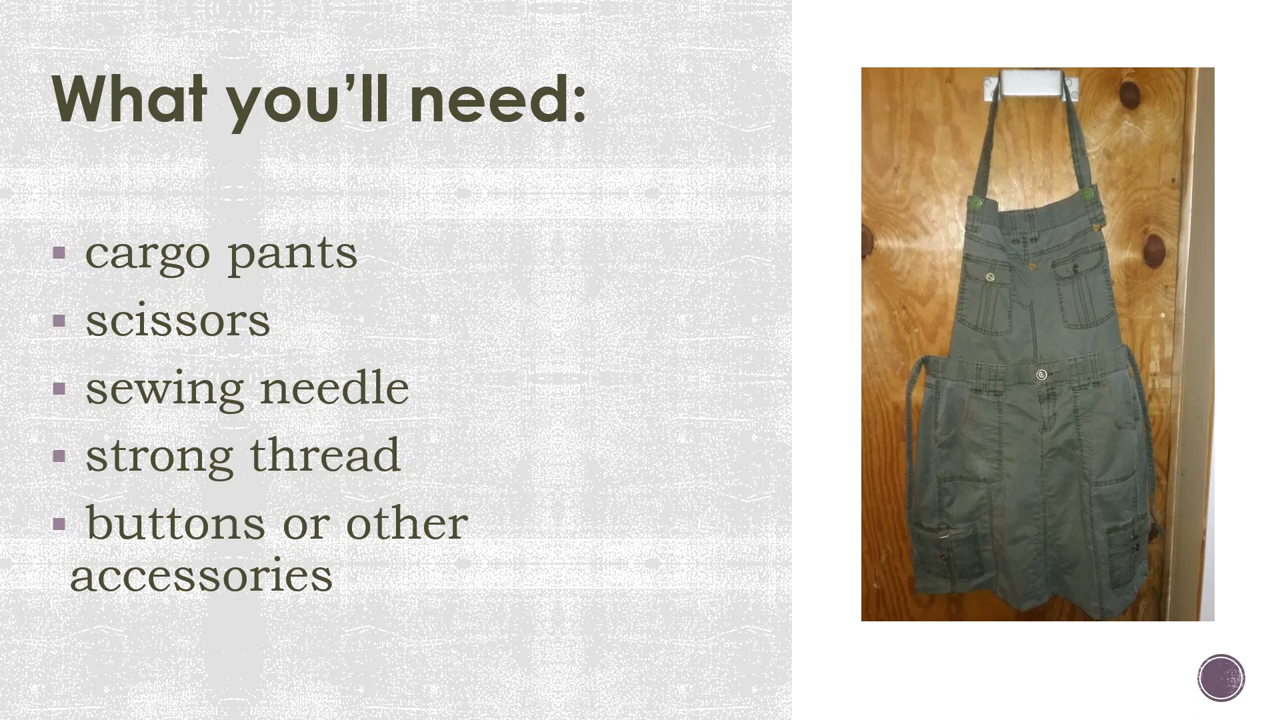 What you’ll need:
▪ cargo pants
▪ scissors
▪ sewing needle
▪ strong thread
▪ buttons or other
accessories